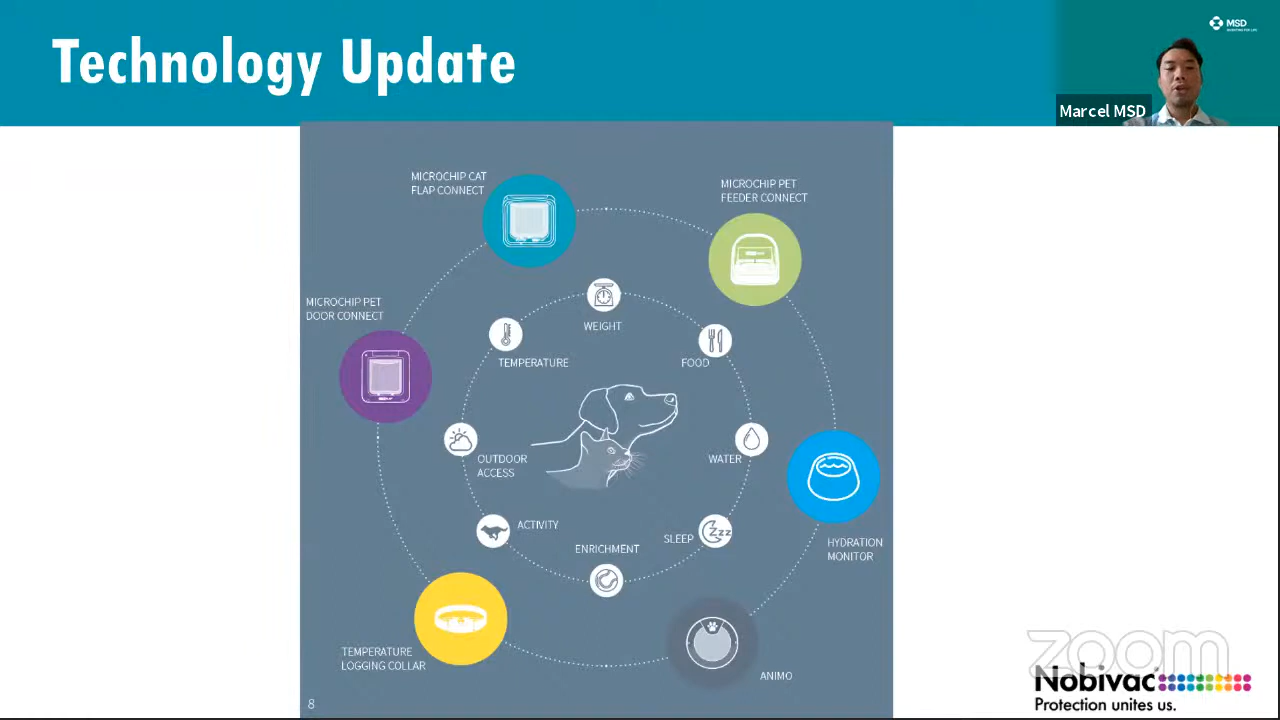 Technology Update
MSD
Marcel MSD
MICROCHIP CAT
FLAP CONNECT
MICROCHIP PET
FEEDER CONNECT
MICROCHIP PET
DOOR CONNECT
WEIGHT
TEMPERATURE
FOOD
OUTDOOR
ACCESS
WATER
ACTIVITY
SLEEP
Zzz
ENRICHMENT
HYDRATION
MONITOR
TEMPERATURE
LOGGING COLLAR
ANIMO
8
zoom
Nobivac
Protection unites us.